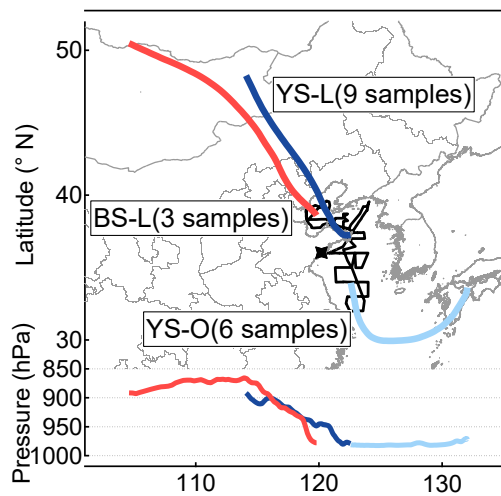 50
YS-L(9 samples)
Latitude (° N)
40
BS-L(3 samples)
YS-O(6 samples)
30
Pressure (hPa)
850
900
950
1000
110
120
130